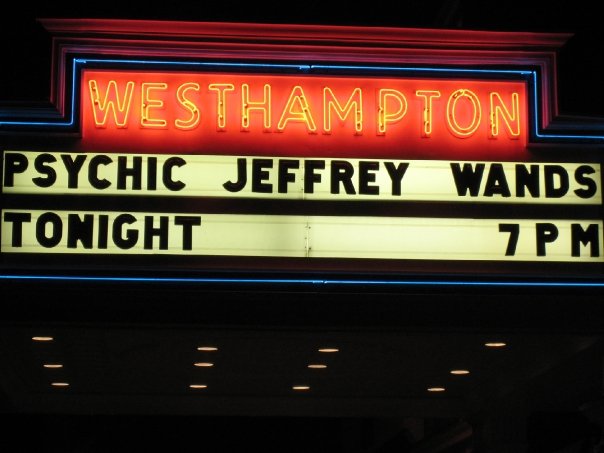 WESTHAMPTON
PSYCHIC JEFFREY WANDS
TONIGHT 7PM